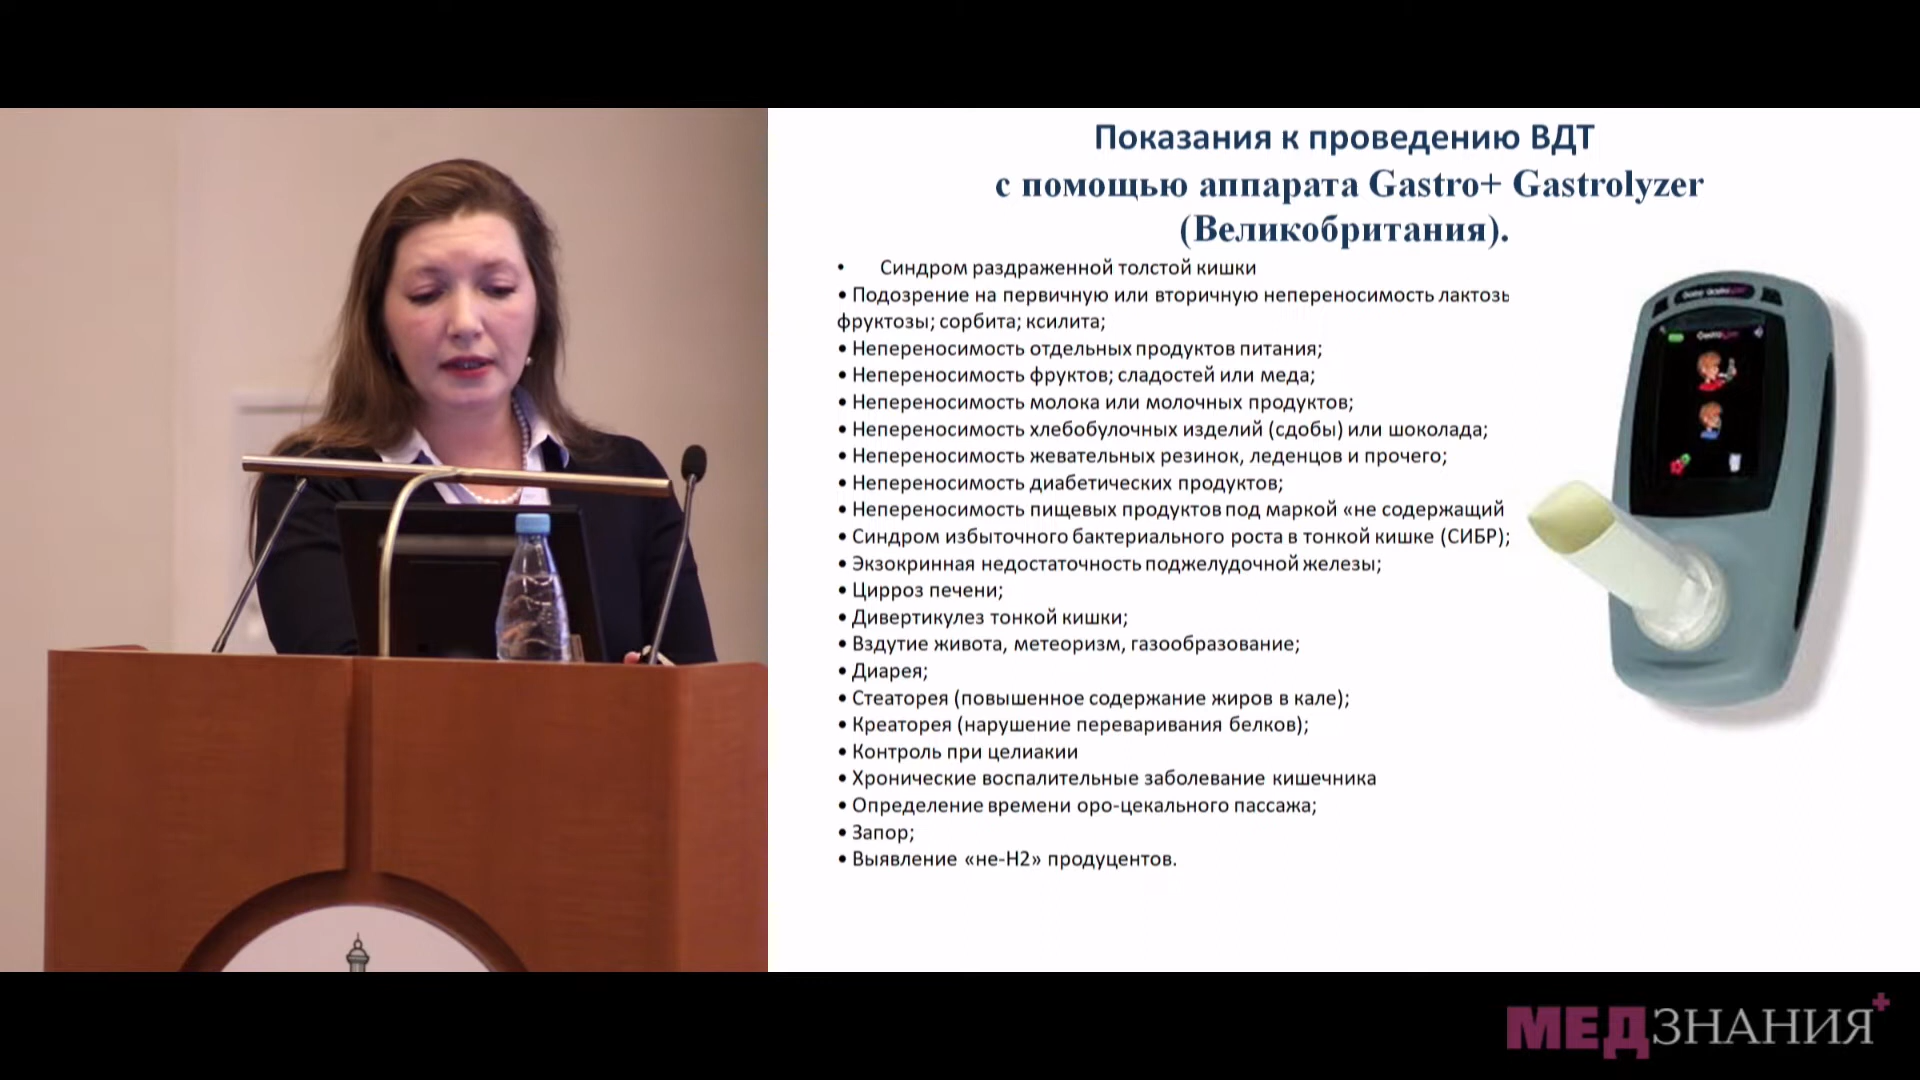 Показания к проведению ВДТ
с помощью аппарата Gastro+ Gastrolyzer
(Великобритания).
• Синдром раздраженной толстой кишки
• Подозрение на первичную или вторичную непереносимость лактозы
фруктозы; сорбита; ксилита;
• Непереносимость отдельных продуктов питания;
• Непереносимость фруктов; сладостей или меда;
• Непереносимость молока или молочных продуктов;
• Непереносимость хлебобулочных изделий (сдобы) или шоколада;
• Непереносимость жевательных резинок, леденцов и прочего;
• Непереносимость диабетических продуктов;
• Непереносимость пищевых продуктов под маркой «не содержащий
• Синдром избыточного бактериального роста в тонкой кишке (СИБР);
• Экзокринная недостаточность поджелудочной железы;
• Цирроз печени;
• Дивертикулез тонкой кишки;
• Вздутие живота, метеоризм, газообразование;
• Диарея;
• Стеаторея (повышенное содержание жиров в кале);
• Креаторея (нарушение переваривания белков);
• Контроль при целиакии
• Хронические воспалительные заболевание кишечника
• Определение времени оро-цекального пассажа;
• Запор;
• Выявление «не-Н2» продуцентов.
МЕДЗНАНИЯ+